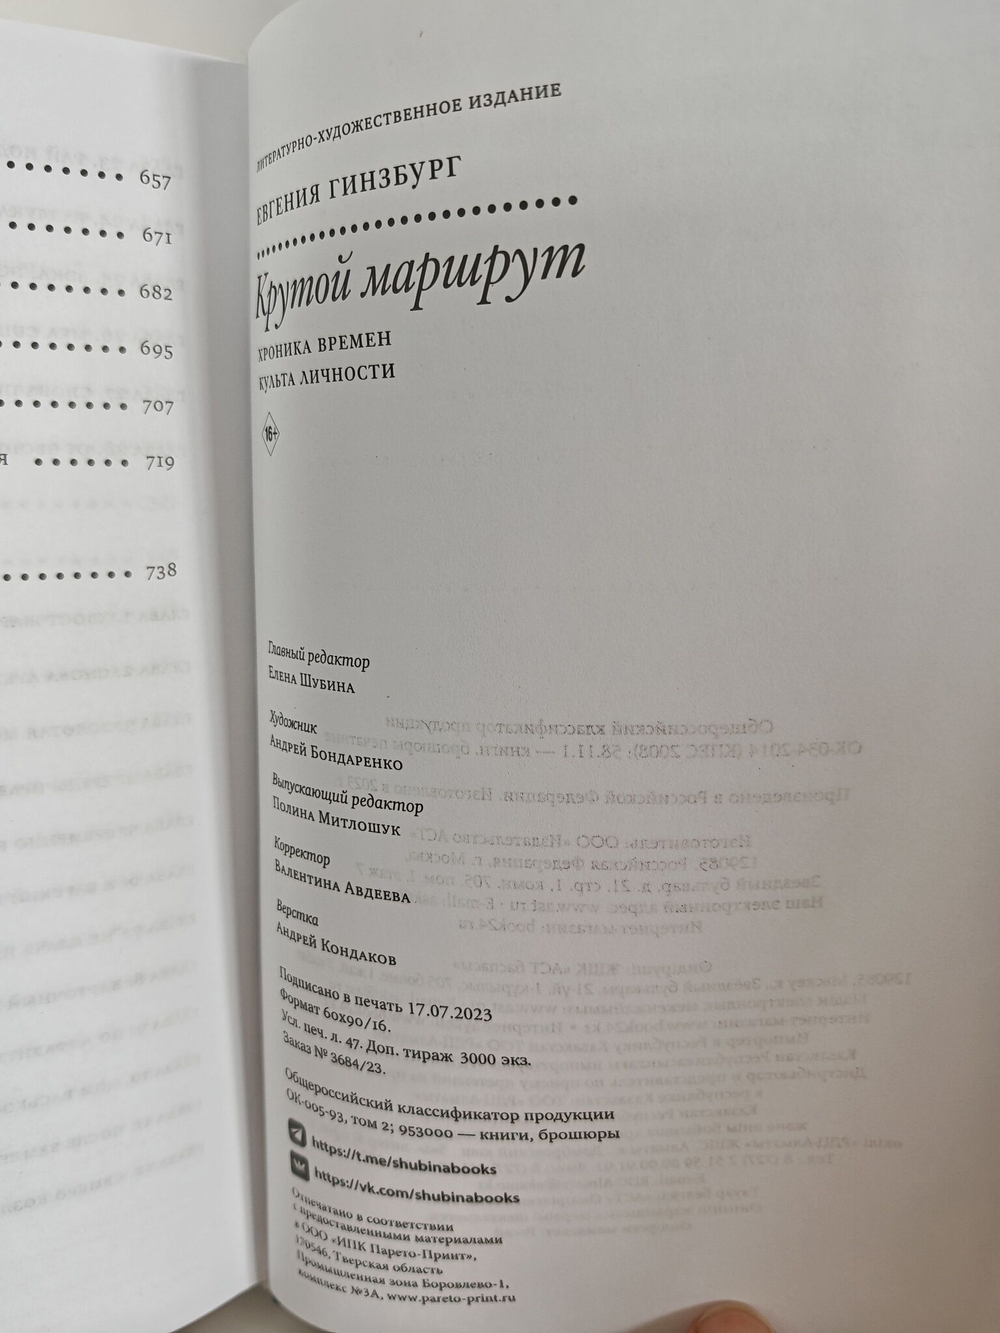 657
671
682
695
707
я 719
738
ЛИТЕРАТУРНО-ХУДОЖЕСТВЕННОЕ ИЗДАНИЕ
ЕВГЕНИЯ ГИНЗБУРГ
Крутой маршрут
ХРОНИКА ВРЕМЕН
КУЛЬТА ЛИЧНОСТИ
16+
Главный редактор
Елена Шубина
Художник
Андрей Бондаренко
Выпускающий редактор
Полина Митлошук
Корректор
Валентина Авдеева
Верстка
Андрей Кондаков
Подписано в печать 17.07.2023
Формат 60x90/16.
Усл. печ. л. 47. Доп. тираж 3000 экз.
Заказ № 3684/23.
Общероссийский классификатор продукции
ОК-005-93, том 2; 953000 — книги, брошюры
https://t.me/shubinabooks
https://vk.com/shubinabooks
Отпечатано в соответствии
с предоставленными материалами
в ООО «ИПК Парето-Принт»,
170546, Тверская область
Промышленная зона Боровлево-1,
комплекс №3А, www.pareto-print.ru